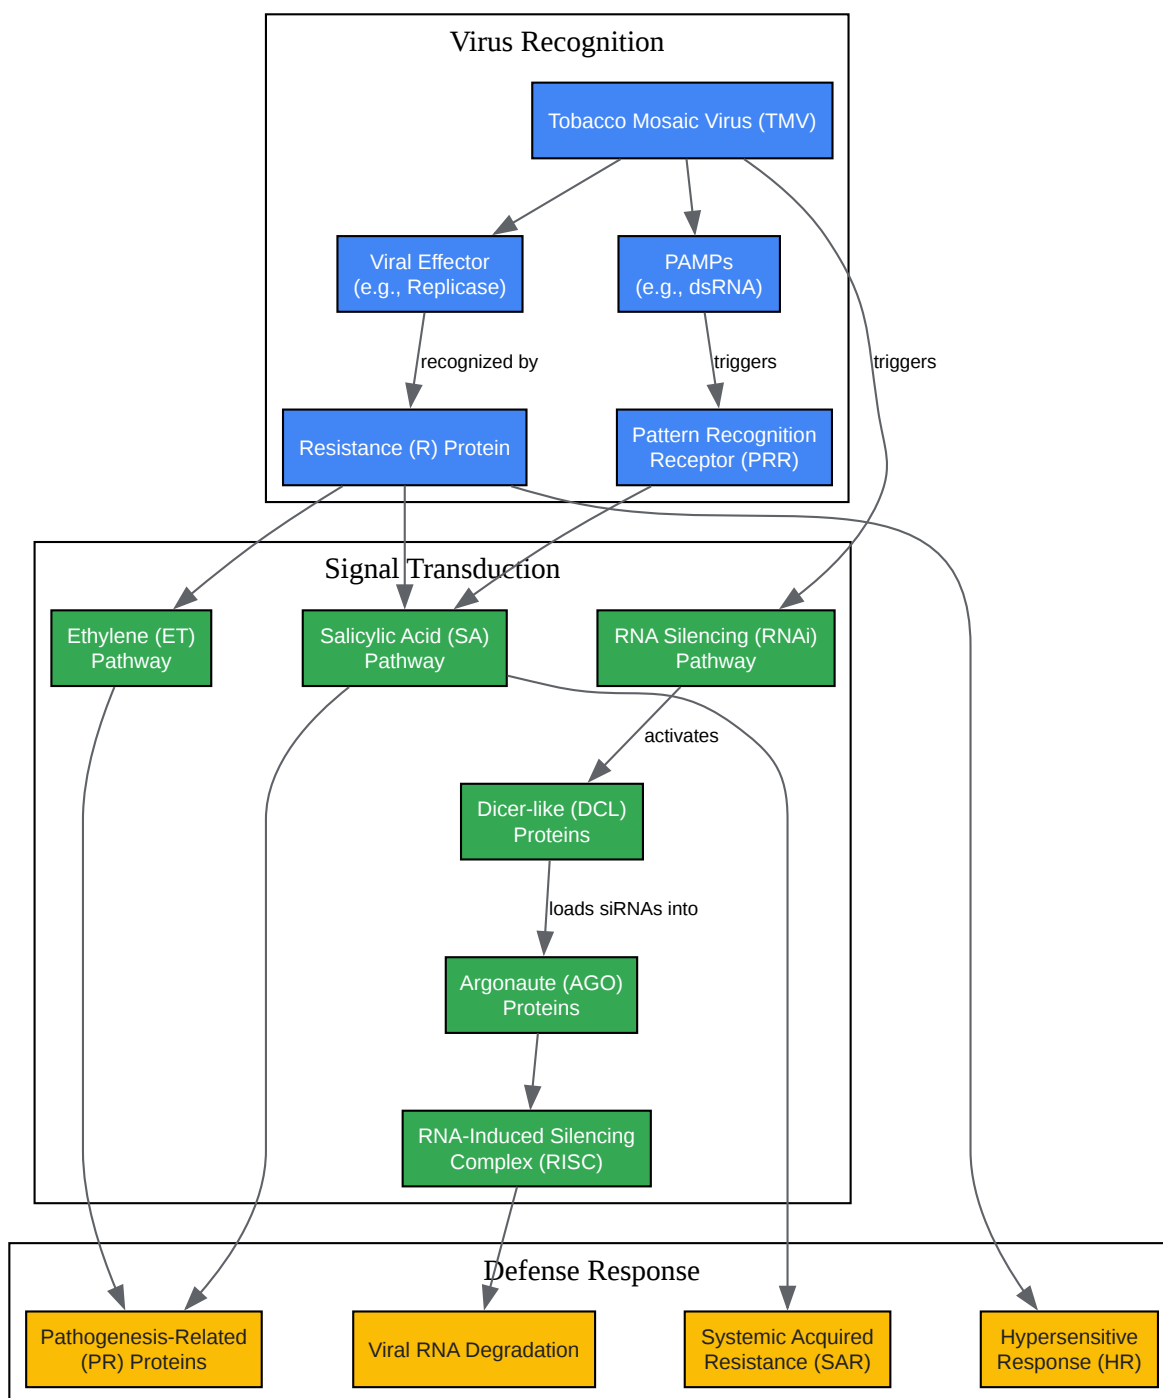 Virus Recognition
Tobacco Mosaic Virus (TMV)
Viral Effector
(e.g., Replicase)
PAMPs
(e.g., dsRNA)
recognized by
triggers
triggers
Resistance (R) Protein
Pattern Recognition
Receptor (PRR)
Signal Transduction
Ethylene (ET)
Pathway
Salicylic Acid (SA)
Pathway
RNA Silencing (RNAi)
Pathway
activates
Dicer-like (DCL)
Proteins
loads siRNAs into
Argonaute (AGO)
Proteins
RNA-Induced Silencing
Complex (RISC)
Defense Response
Pathogenesis-Related
(PR) Proteins
Viral RNA Degradation
Systemic Acquired
Resistance (SAR)
Hypersensitive
Response (HR)